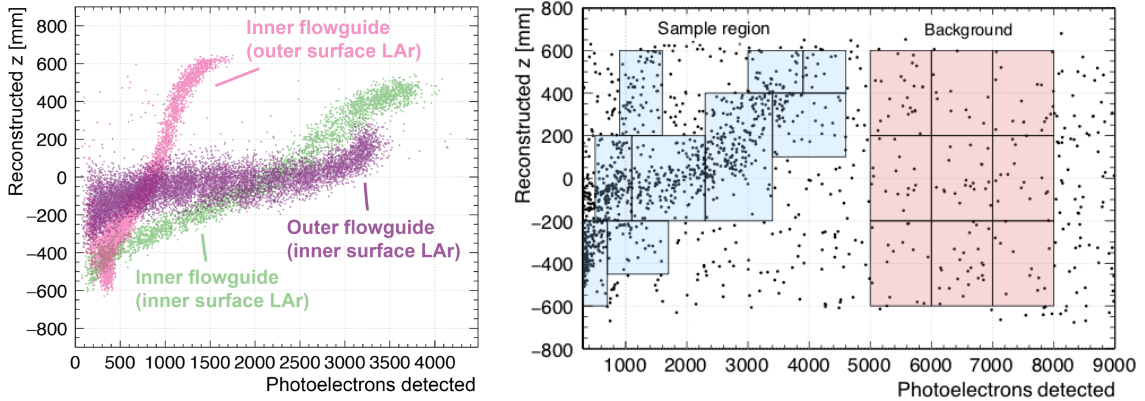 Reconstructed z [mm]
800
600
400
200
0
−200
−400
−600
−800
Inner flowguide
(outer surface LAr)
Outer flowguide
(inner surface LAr)
Inner flowguide
(inner surface LAr)
0 500 1000 1500 2000 2500 3000 3500 4000
Photoelectrons detected
Reconstructed z [mm]
800
600
400
200
0
−200
−400
−600
−800
Sample region
Background
1000 2000 3000 4000 5000 6000 7000 8000 9000
Photoelectrons detected